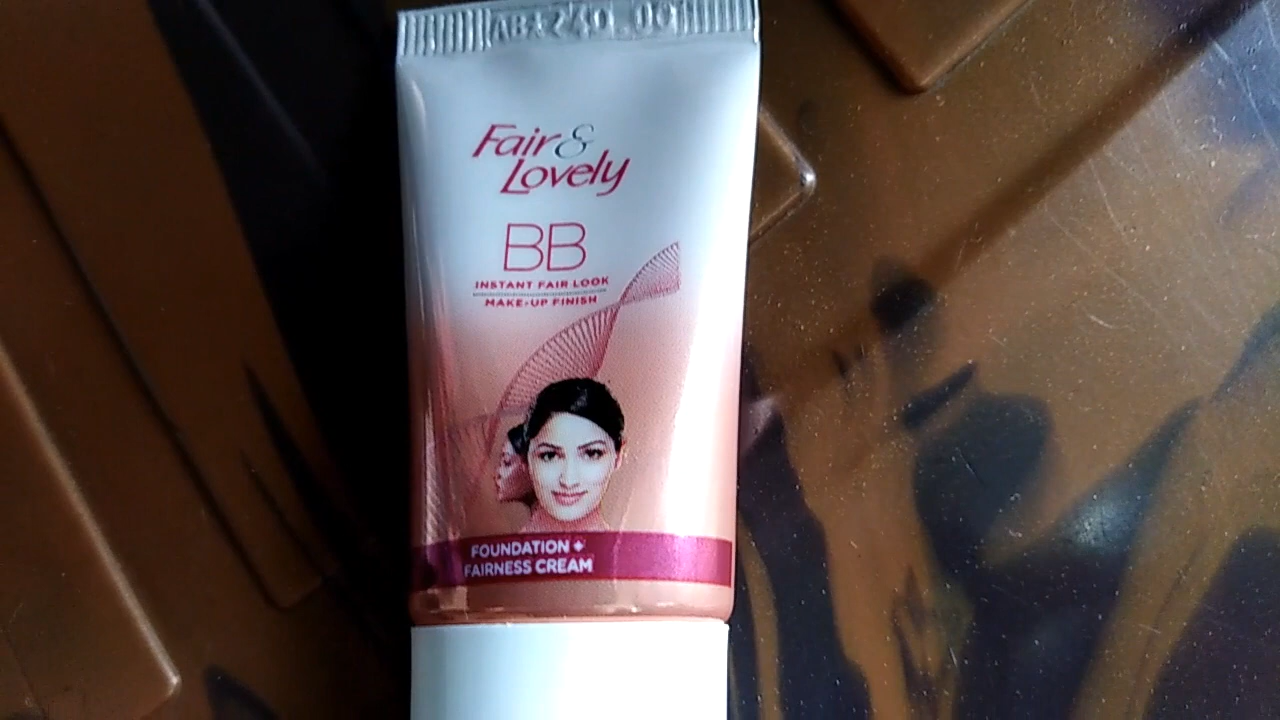 Fair &
Lovely
BB
INSTANT FAIR LOOK
MAKE-UP FINISH
FOUNDATION +
FAIRNESS CREAM